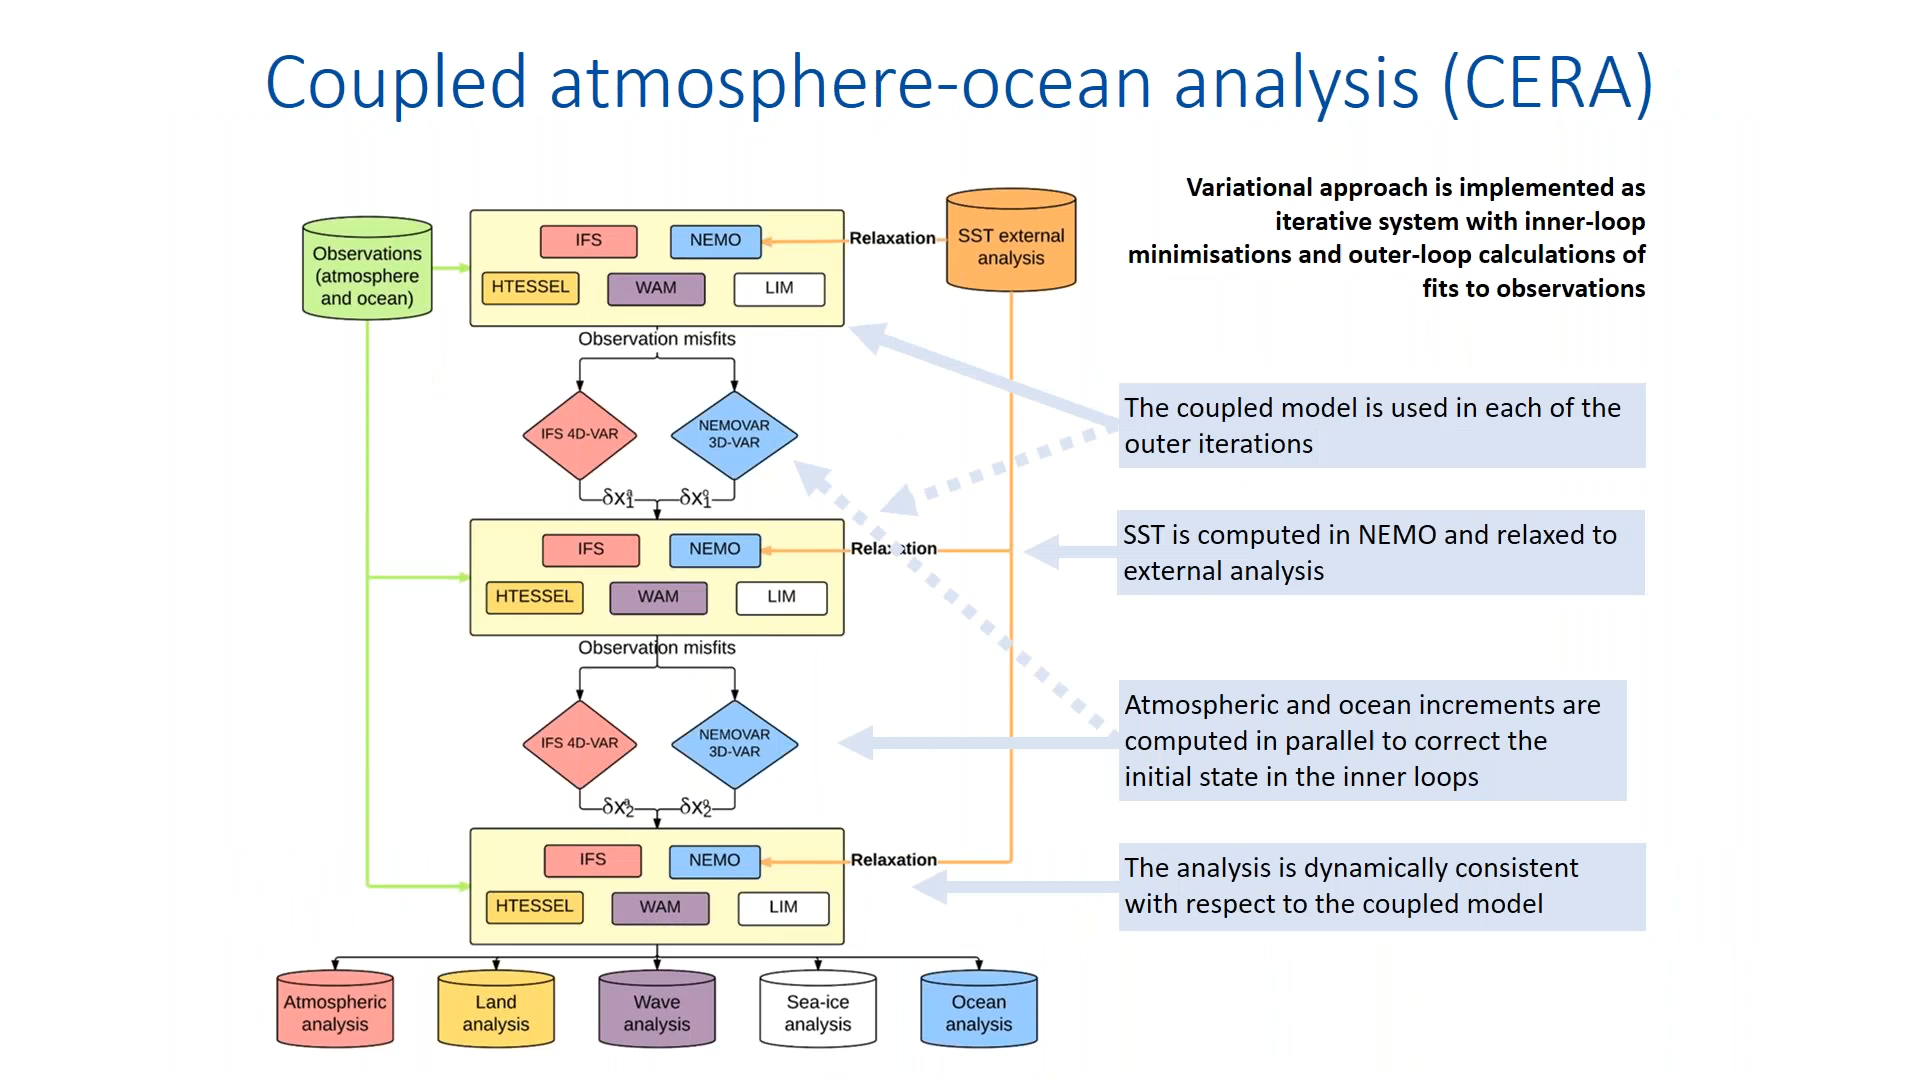 Coupled atmosphere-ocean analysis (CERA)
Variational approach is implemented as
iterative system with inner-loop
minimisations and outer-loop calculations of
fits to observations
Observations
(atmosphere
and ocean)
IFS
NEMO
HTESSEL
WAM
LIM
Relaxation
SST external
analysis
Observation misfits
IFS 4D-VAR
NEMOVAR
3D-VAR
δx₁ᵃ
δx₁ᵒ
The coupled model is used in each of the
outer iterations
IFS
NEMO
HTESSEL
WAM
LIM
Relaxation
SST is computed in NEMO and relaxed to
external analysis
Observation misfits
IFS 4D-VAR
NEMOVAR
3D-VAR
δx₂ᵃ
δx₂ᵒ
Atmospheric and ocean increments are
computed in parallel to correct the
initial state in the inner loops
IFS
NEMO
HTESSEL
WAM
LIM
Relaxation
The analysis is dynamically consistent
with respect to the coupled model
Atmospheric
analysis
Land
analysis
Wave
analysis
Sea-ice
analysis
Ocean
analysis